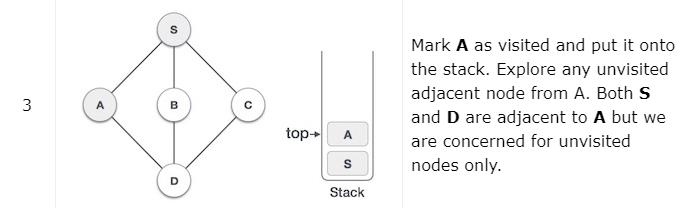 3
S
A
B
C
D
top
A
S
Stack
Mark A as visited and put it onto
the stack. Explore any unvisited
adjacent node from A. Both S
and D are adjacent to A but we
are concerned for unvisited
nodes only.